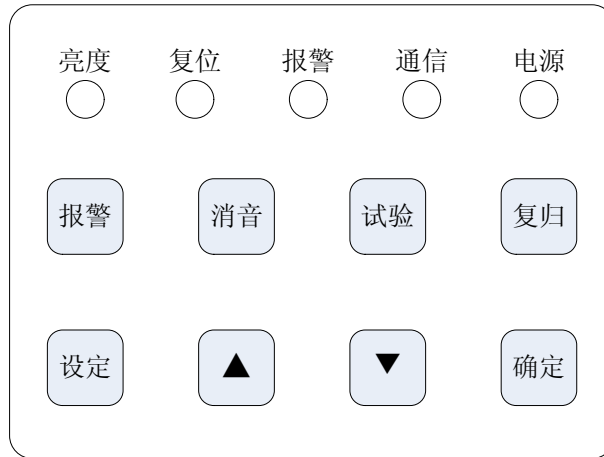 亮度 复位 报警 通信 电源
报警 消音 试验 复归
设定 ▲ ▼ 确定